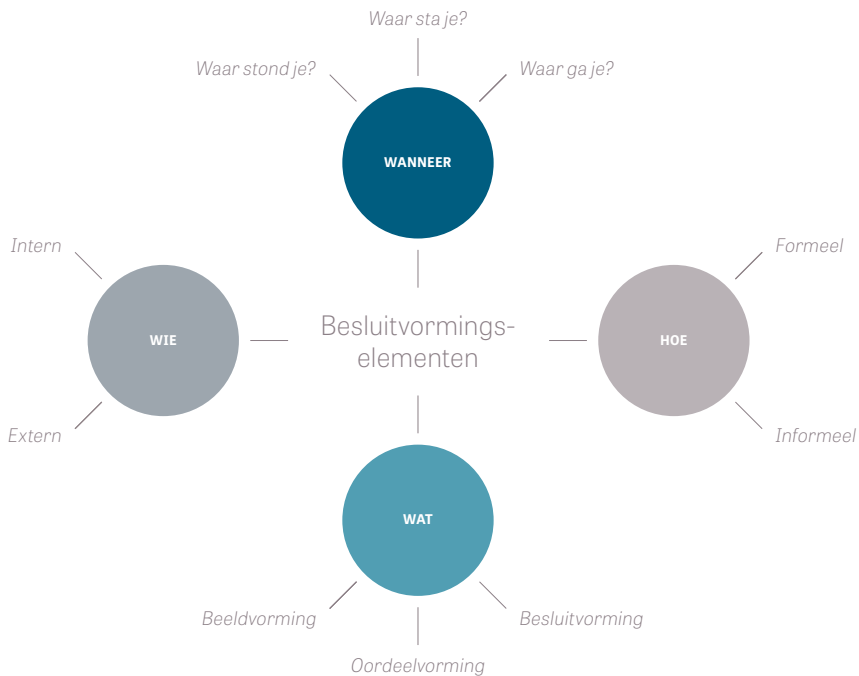 Waar sta je?
Waar stond je?
Waar ga je?
WANNEER
Intern
Formeel
Besluitvormings-
elementen
WIE
HOE
Extern
Informeel
WAT
Beeldvorming
Besluitvorming
Oordeelvorming